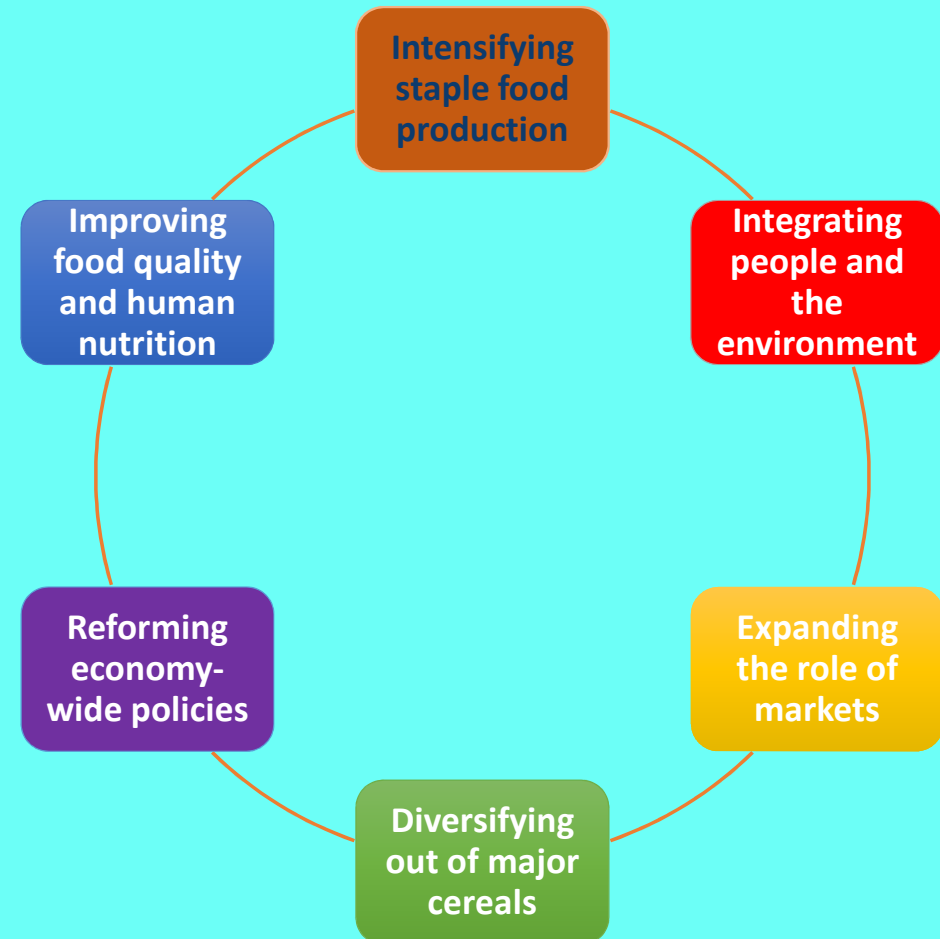 Intensifying
staple food
production
Integrating
people and
the
environment
Expanding
the role of
markets
Diversifying
out of major
cereals
Reforming
economy-
wide policies
Improving
food quality
and human
nutrition